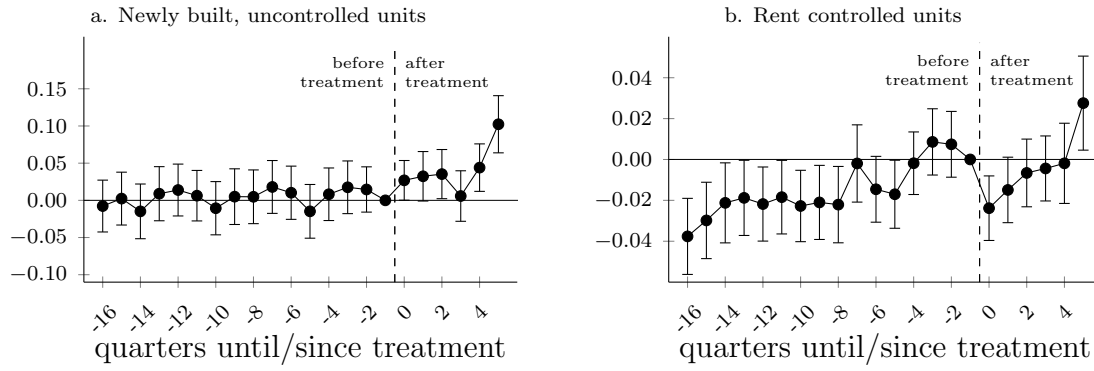 a. Newly built, uncontrolled units
before treatment
after treatment
0.15
0.10
0.05
0.00
−0.05
−0.10
-16 -14 -12 -10 -8 -6 -4 -2 0 2 4
quarters until/since treatment
b. Rent controlled units
before treatment
after treatment
0.04
0.02
0.00
−0.02
−0.04
-16 -14 -12 -10 -8 -6 -4 -2 0 2 4
quarters until/since treatment